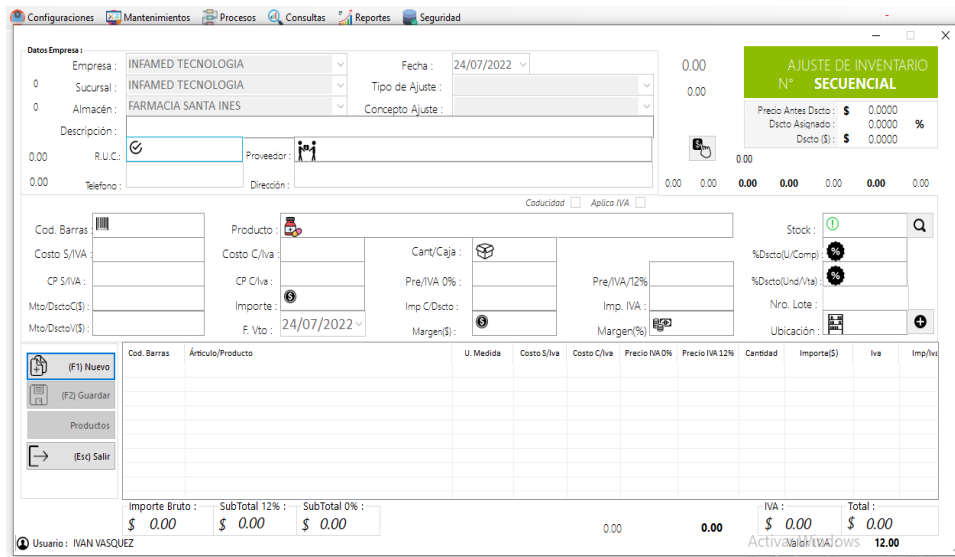 Configuraciones Mantenimientos Procesos Consultas Reportes Seguridad
Datos Empresa :
Empresa : INFAMED TECNOLOGIA Fecha : 24/07/2022 0.00 AJUSTE DE INVENTARIO
0 Sucursal : INFAMED TECNOLOGIA Tipo de Ajuste : 0.00 N° SECUENCIAL
0 Almacén : FARMACIA SANTA INES Concepto Ajuste : Precio Antes Dscto : $ 0.0000
Descripción : Dscto Asignado : 0.0000 %
Dscto ($) : $ 0.0000
0.00 R.U.C.: Proveedor : 0.00
0.00 Telefono : Dirección : 0.00 0.00 0.00 0.00 0.00 0.00 0.00
Caducidad Aplica IVA
Cod. Barras Producto : Stock :
Costo S/IVA : Costo C/Iva : Cant/Caja : %Dscto(U/Comp) :
CP S/IVA : CP C/Iva : Pre/IVA 0% : Pre/IVA/12% %Dscto(Und/Vta) :
Mto/DsctoC($) : Importe : Imp C/Dscto : Imp. IVA : Nro. Lote :
Mto/DsctoV($) : F. Vto : 24/07/2022 Margen($) : Margen(%) Ubicación :
Cod. Barras Árticulo/Producto U. Medida Costo S/Iva Costo C/Iva Precio IVA 0% Precio IVA 12% Cantidad Importe($) Iva Imp/Iva
(F1) Nuevo
(F2) Guardar
Productos
(Esc) Salir
Importe Bruto : SubTotal 12% : SubTotal 0% : IVA : Total :
$ 0.00 $ 0.00 $ 0.00 0.00 0.00 $ 0.00 $ 0.00
Usuario : IVAN VASQUEZ Activar Windows Valor I.V.A.: 12.00